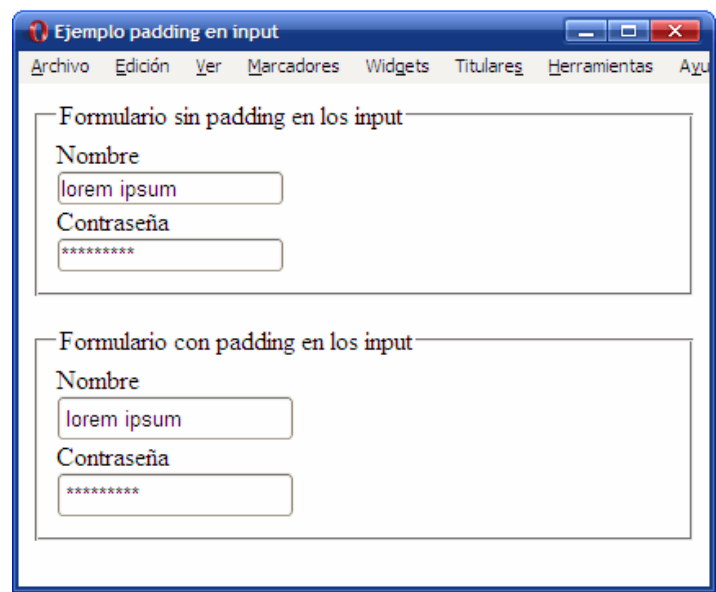 Ejemplo padding en input
Archivo Edición Ver Marcadores Widgets Titulares Herramientas Ayu
Formulario sin padding en los input
Nombre
lorem ipsum
Contraseña
*********
Formulario con padding en los input
Nombre
lorem ipsum
Contraseña
*********